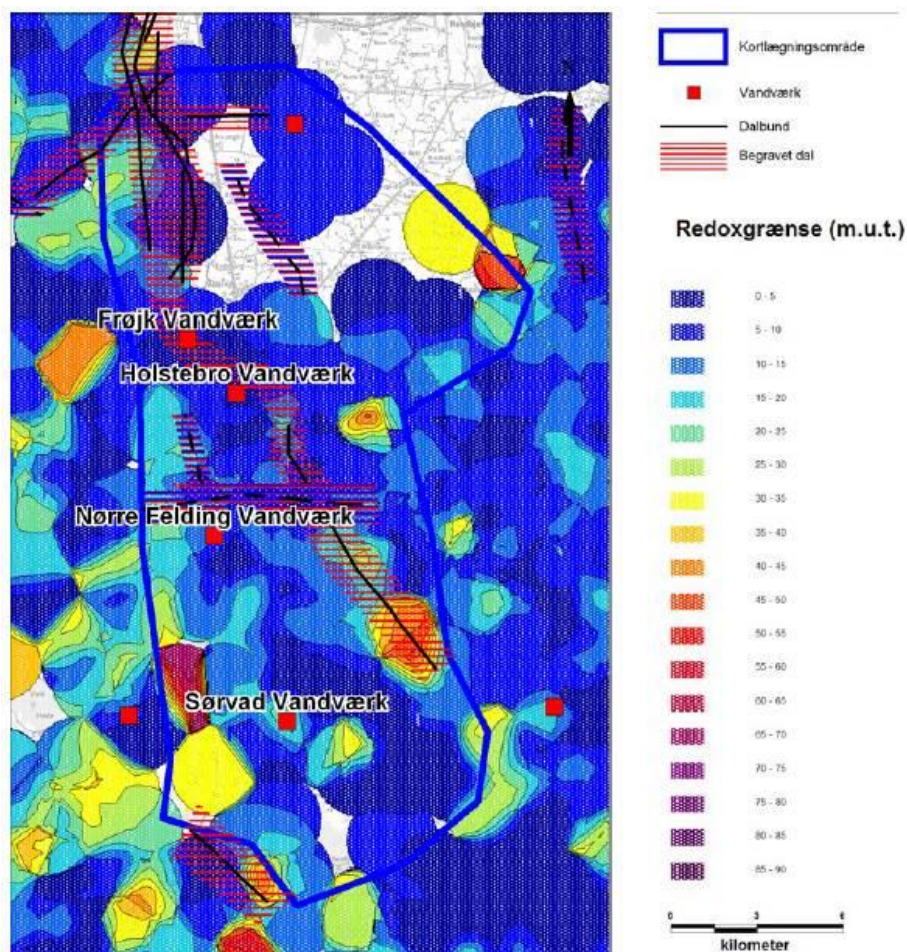 Kortlægningsområde
Vandværk
Dalbund
Begravet dal
Redoxgrænse (m.u.t.)
0 - 5
5 - 10
10 - 15
15 - 20
20 - 25
25 - 30
30 - 35
35 - 40
40 - 45
45 - 50
50 - 55
55 - 60
60 - 65
65 - 70
70 - 75
75 - 80
80 - 85
85 - 90
0 3 6
kilometer
N
Frøjk Vandværk
Holstebro Vandværk
Nørre Felding Vandværk
Sørvad Vandværk